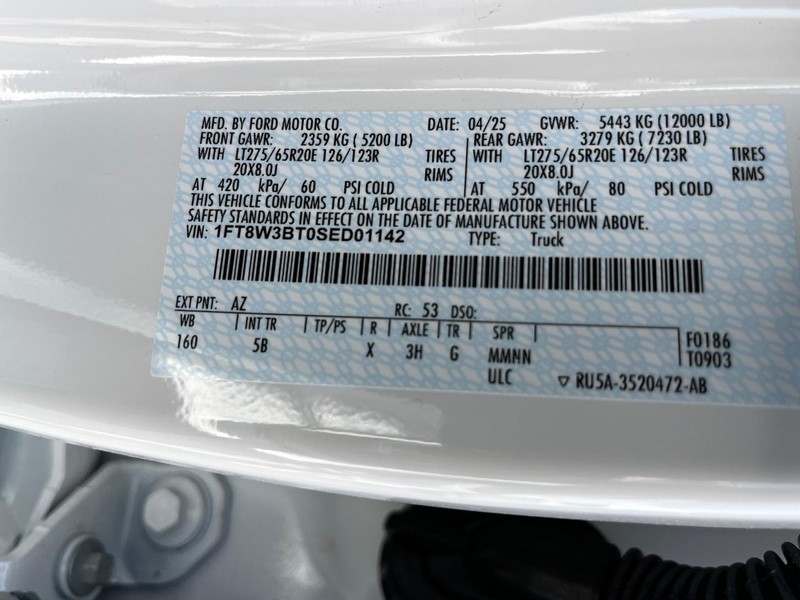 MFD. BY FORD MOTOR CO. DATE: 04/25 GVWR: 5443 KG (12000 LB)
FRONT GAWR: 2359 KG (5200 LB) REAR GAWR: 3279 KG (7230 LB)
WITH LT275/65R20E 126/123R TIRES WITH LT275/65R20E 126/123R TIRES
20X8.0J RIMS 20X8.0J RIMS
AT 420 kPa/ 60 PSI COLD AT 550 kPa/ 80 PSI COLD
THIS VEHICLE CONFORMS TO ALL APPLICABLE FEDERAL MOTOR VEHICLE
SAFETY STANDARDS IN EFFECT ON THE DATE OF MANUFACTURE SHOWN ABOVE.
VIN: 1FT8W3BT0SED01142 TYPE: Truck
EXT PNT: AZ RC: 53 DSO:
WB INT TR TP/PS R AXLE TR SPR F0186
160 5B X 3H G MMNN T0903
ULC ▽ RU5A-3520472-AB